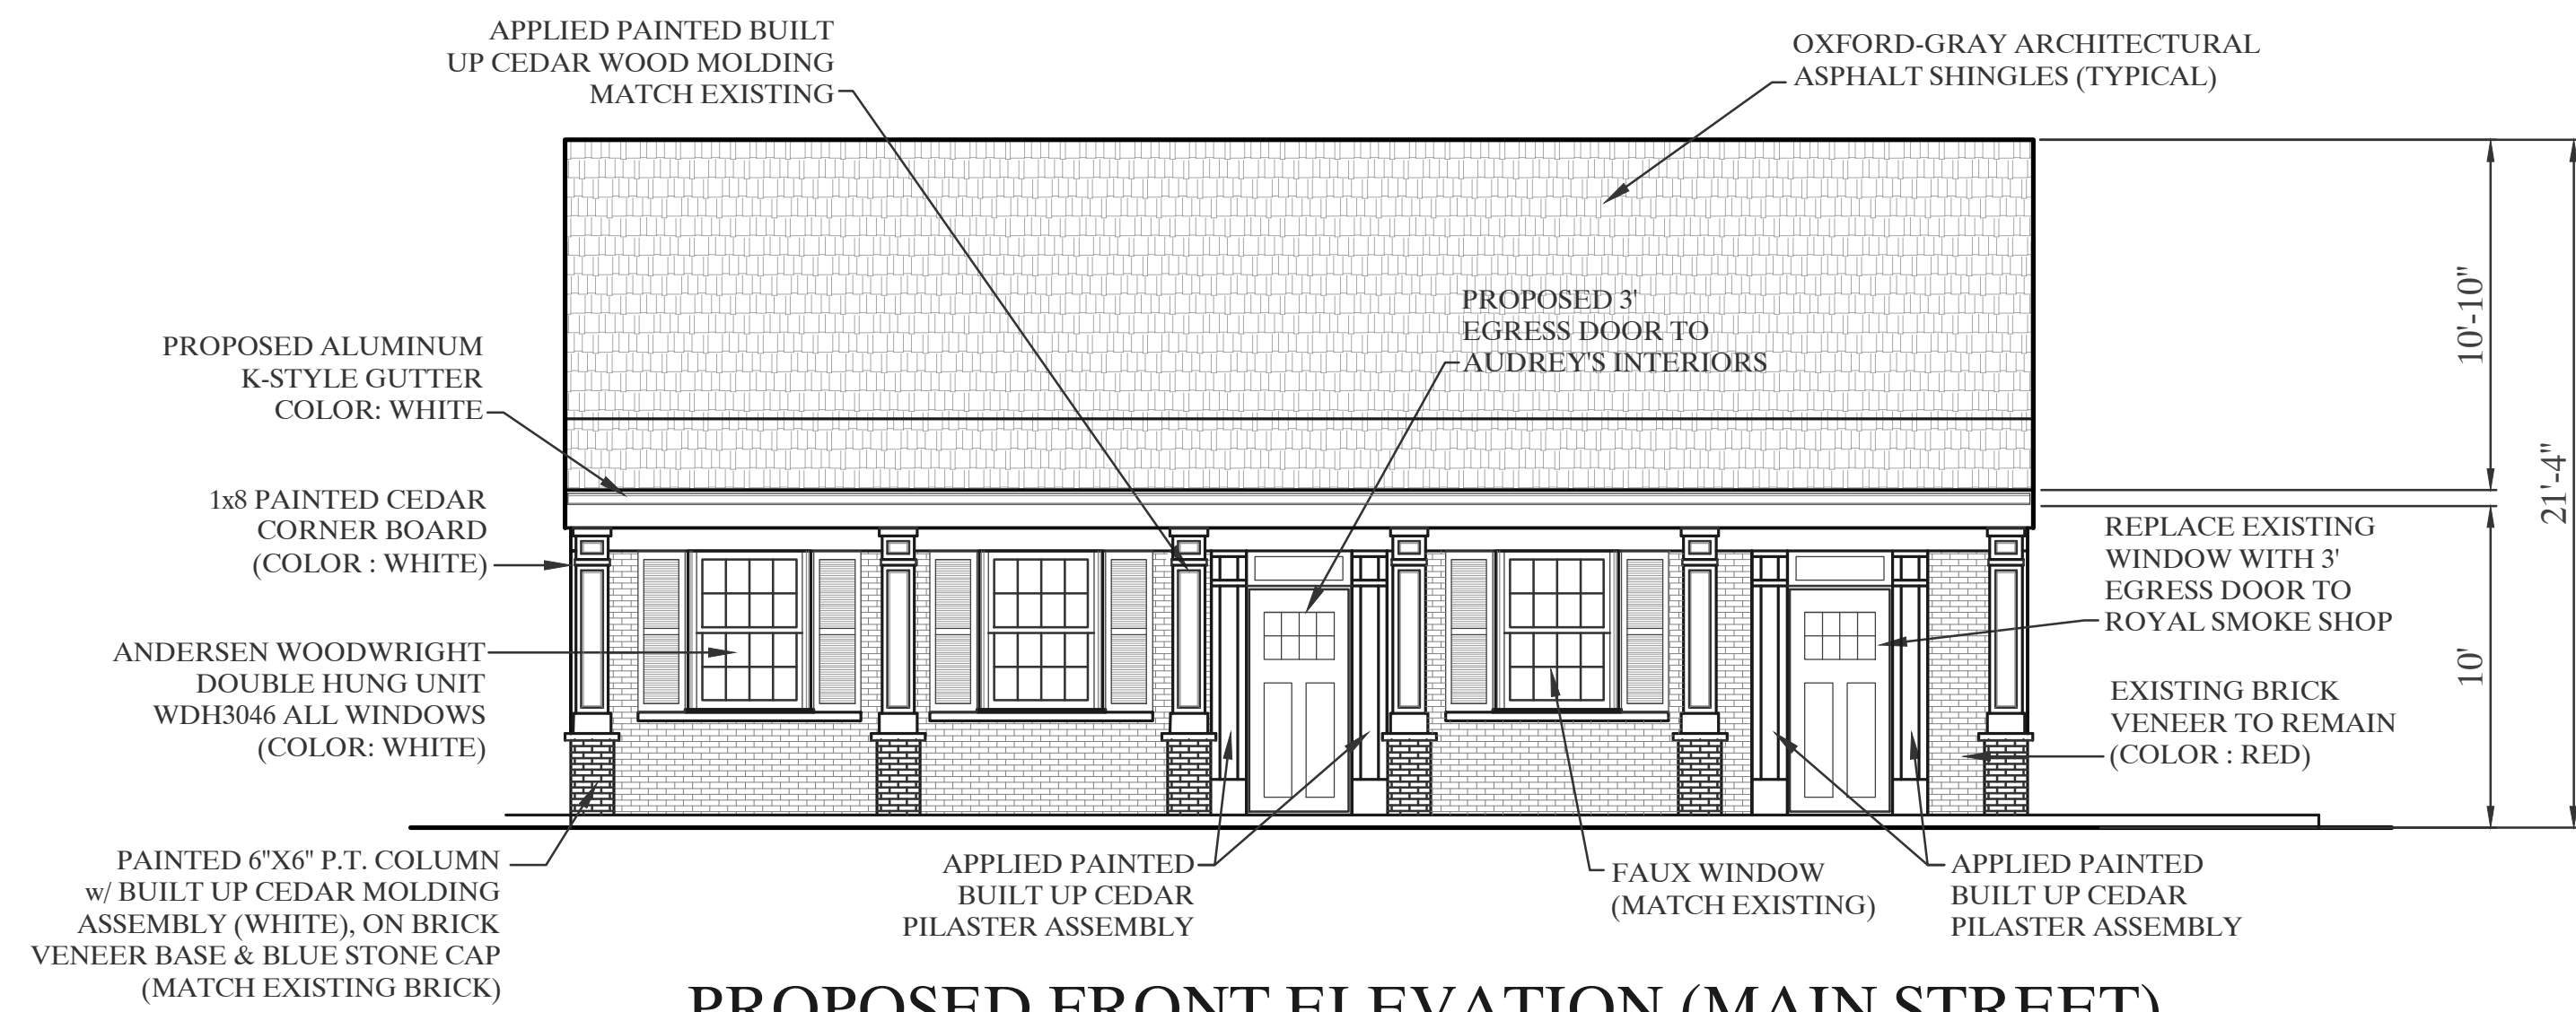 APPLIED PAINTED BUILT
UP CEDAR WOOD MOLDING
MATCH EXISTING
OXFORD-GRAY ARCHITECTURAL
ASPHALT SHINGLES (TYPICAL)
PROPOSED 3'
EGRESS DOOR TO
AUDREY'S INTERIORS
10'-10"
21'-4"
10'
PROPOSED ALUMINUM
K-STYLE GUTTER
COLOR: WHITE
1x8 PAINTED CEDAR
CORNER BOARD
(COLOR : WHITE)
REPLACE EXISTING
WINDOW WITH 3'
EGRESS DOOR TO
ROYAL SMOKE SHOP
ANDERSEN WOODWRIGHT
DOUBLE HUNG UNIT
WDH3046 ALL WINDOWS
(COLOR: WHITE)
EXISTING BRICK
VENEER TO REMAIN
(COLOR : RED)
PAINTED 6"X6" P.T. COLUMN
w/ BUILT UP CEDAR MOLDING
ASSEMBLY (WHITE), ON BRICK
VENEER BASE & BLUE STONE CAP
(MATCH EXISTING BRICK)
APPLIED PAINTED
BUILT UP CEDAR
PILASTER ASSEMBLY
FAUX WINDOW
(MATCH EXISTING)
APPLIED PAINTED
BUILT UP CEDAR
PILASTER ASSEMBLY
PROPOSED FRONT ELEVATION (MAIN STREET)